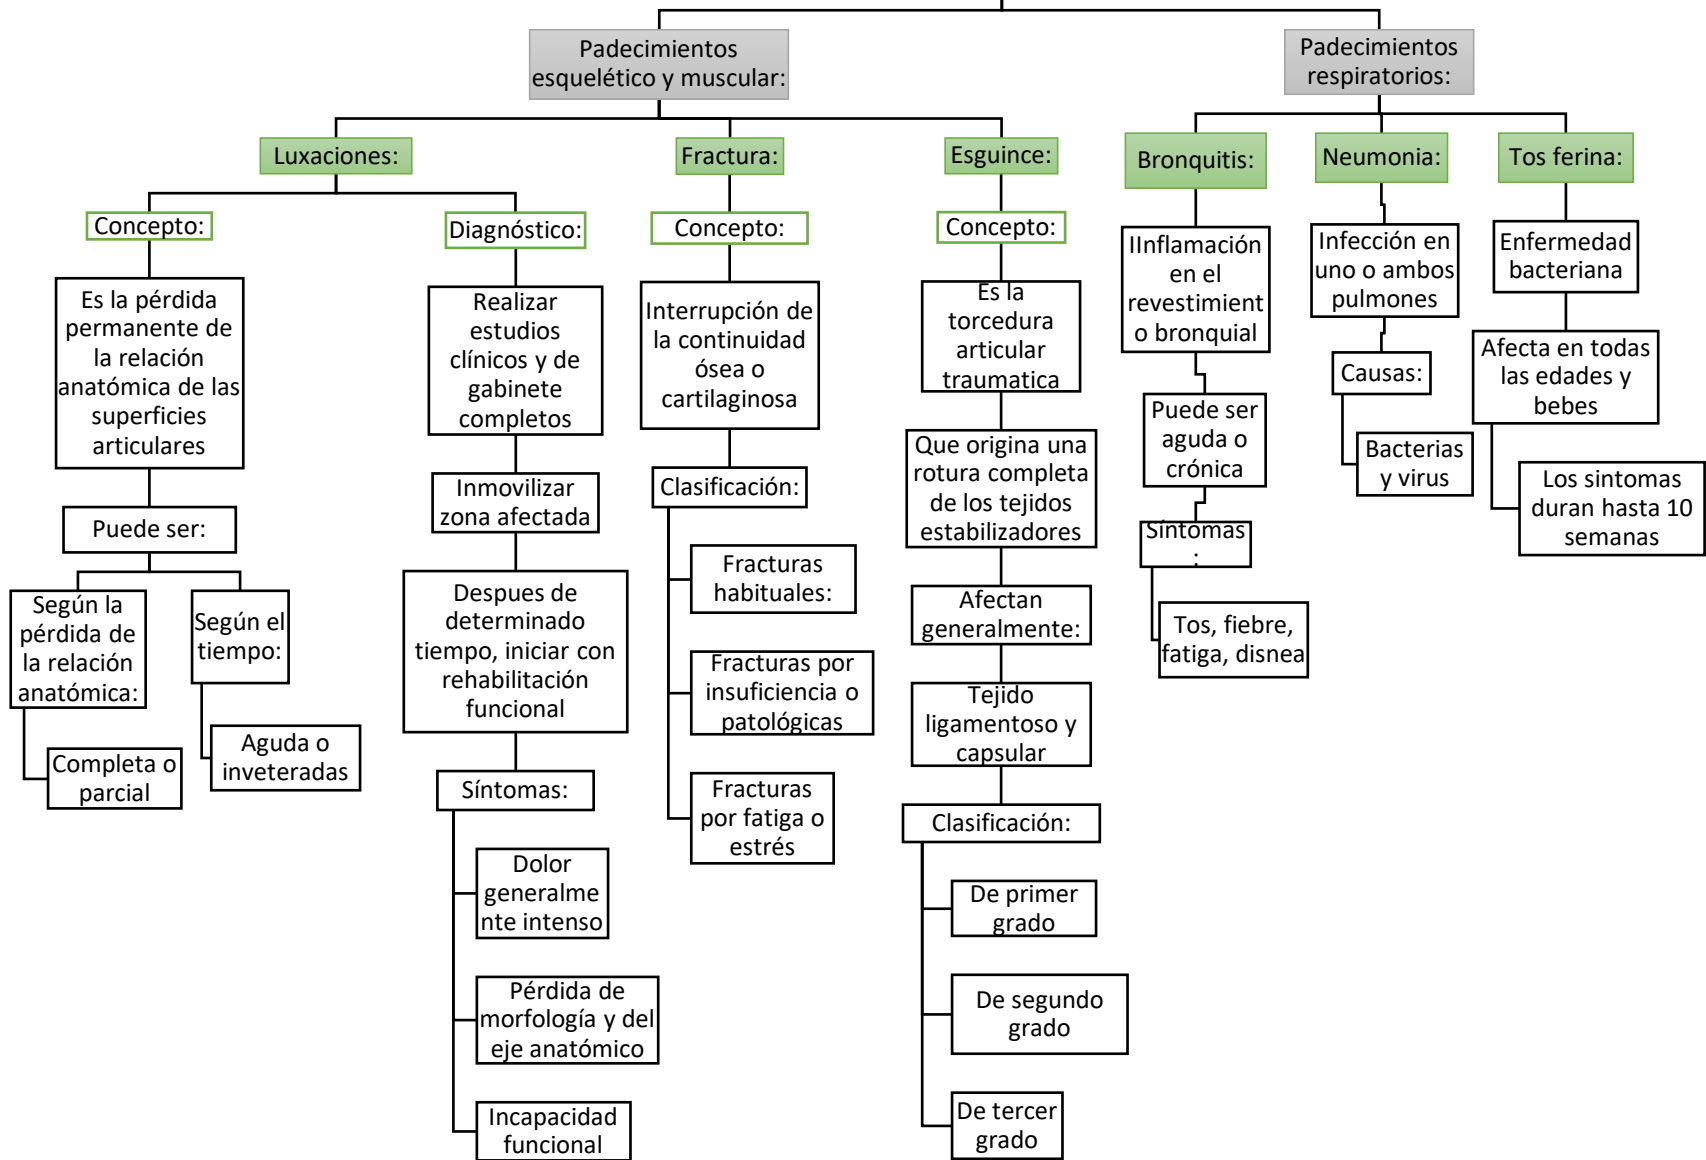 Padecimientos
esquelético y muscular:
Padecimientos
respiratorios:
Luxaciones:
Fractura:
Esguince:
Bronquitis:
Neumonia:
Tos ferina:
Concepto:
Es la pérdida
permanente de
la relación
anatómica de las
superficies
articulares
Puede ser:
Según la
pérdida de
la relación
anatómica:
Completa o
parcial
Según el
tiempo:
Aguda o
inveteradas
Diagnóstico:
Realizar
estudios
clínicos y de
gabinete
completos
Inmovilizar
zona afectada
Despues de
determinado
tiempo, iniciar con
rehabilitación
funcional
Síntomas:
Dolor
generalme
nte intenso
Pérdida de
morfología y del
eje anatómico
Incapacidad
funcional
Concepto:
Interrupción de
la continuidad
ósea o
cartilaginosa
Clasificación:
Fracturas
habituales:
Fracturas por
insuficiencia o
patológicas
Fracturas
por fatiga o
estrés
Concepto:
Es la
torcedura
articular
traumatica
Que origina una
rotura completa
de los tejidos
estabilizadores
Afectan
generalmente:
Tejido
ligamentoso y
capsular
Clasificación:
De primer
grado
De segundo
grado
De tercer
grado
IInflamación
en el
revestimient
o bronquial
Puede ser
aguda o
crónica
Síntomas
:
Tos, fiebre,
fatiga, disnea
Infección en
uno o ambos
pulmones
Causas:
Bacterias
y virus
Enfermedad
bacteriana
Afecta en todas
las edades y
bebes
Los sintomas
duran hasta 10
semanas